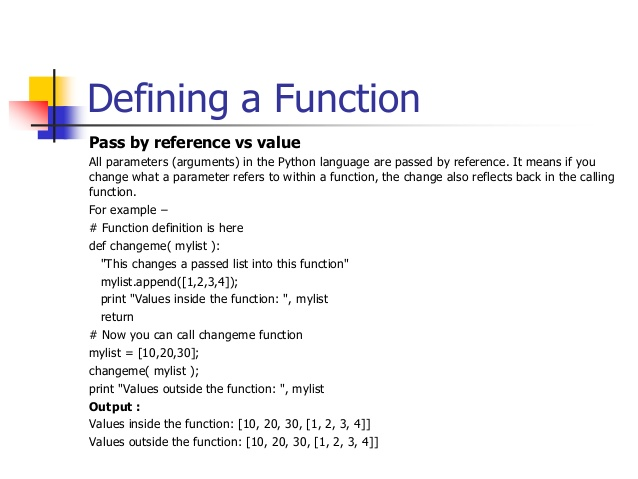 Defining a Function
Pass by reference vs value
All parameters (arguments) in the Python language are passed by reference. It means if you
change what a parameter refers to within a function, the change also reflects back in the calling
function.
For example –
# Function definition is here
def changeme( mylist ):
"This changes a passed list into this function"
mylist.append([1,2,3,4]);
print "Values inside the function: ", mylist
return
# Now you can call changeme function
mylist = [10,20,30];
changeme( mylist );
print "Values outside the function: ", mylist
Output :
Values inside the function: [10, 20, 30, [1, 2, 3, 4]]
Values outside the function: [10, 20, 30, [1, 2, 3, 4]]